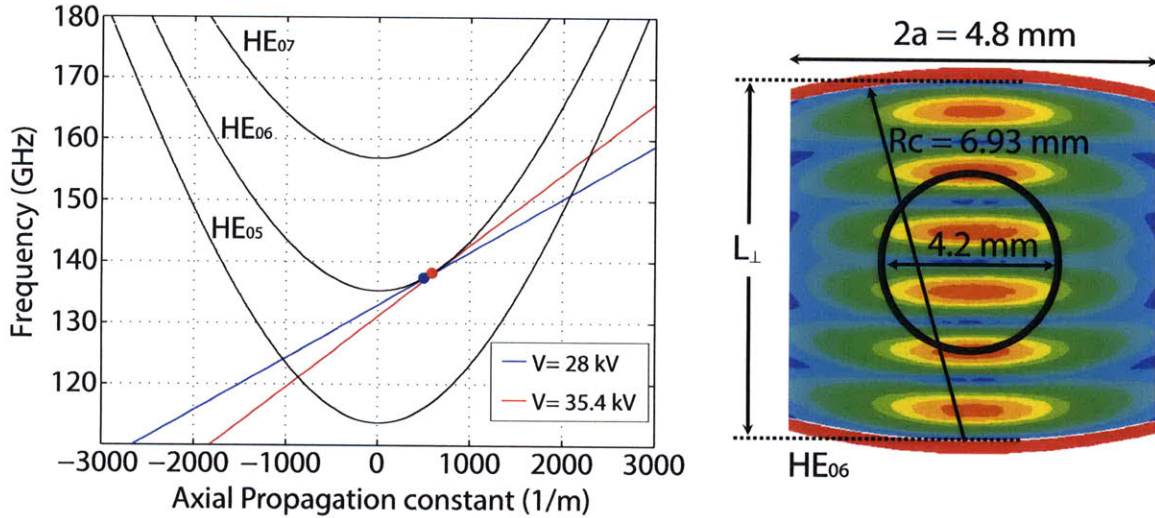 180
170
160
150
140
130
120
Frequency (GHz)
HE07
HE06
HE05
V= 28 kV
V= 35.4 kV
−3000 −2000 −1000 0 1000 2000 3000
Axial Propagation constant (1/m)
2a = 4.8 mm
Rc = 6.93 mm
4.2 mm
L⊥
HE06